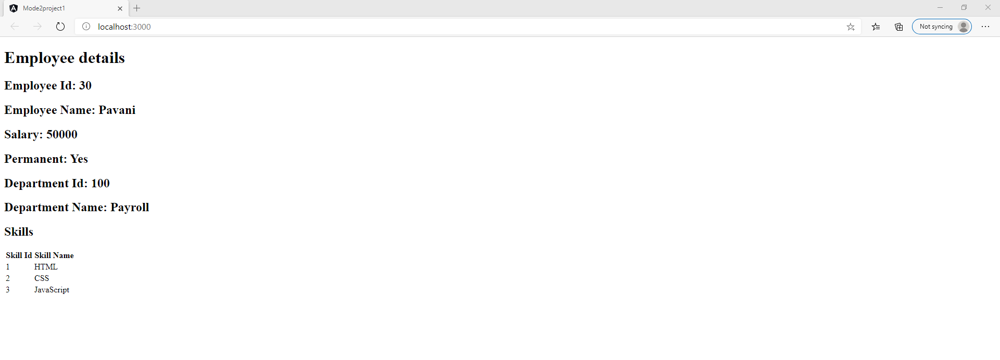 Mode2project1
localhost:3000
Not syncing
Employee details
Employee Id: 30
Employee Name: Pavani
Salary: 50000
Permanent: Yes
Department Id: 100
Department Name: Payroll
Skills
Skill Id Skill Name
1 HTML
2 CSS
3 JavaScript